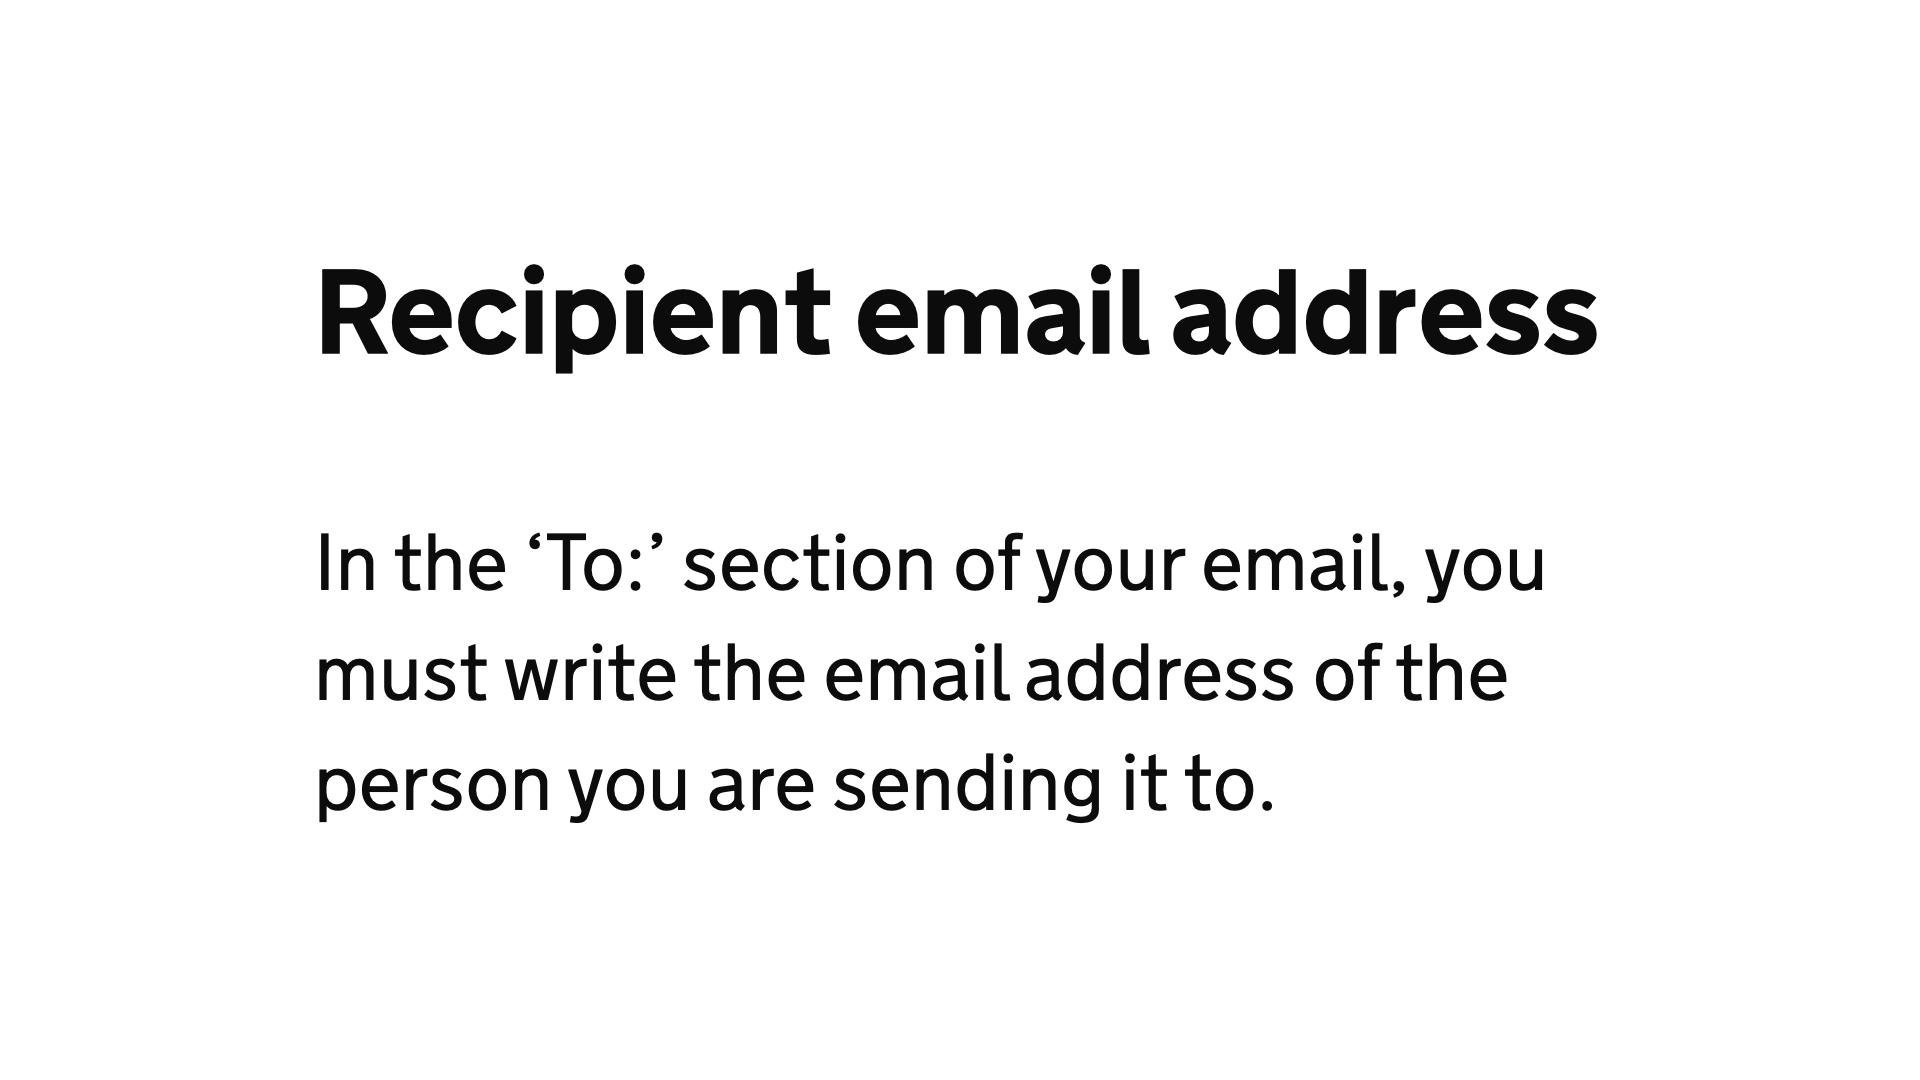 Recipient email address
In the ‘To:’ section of your email, you
must write the email address of the
person you are sending it to.